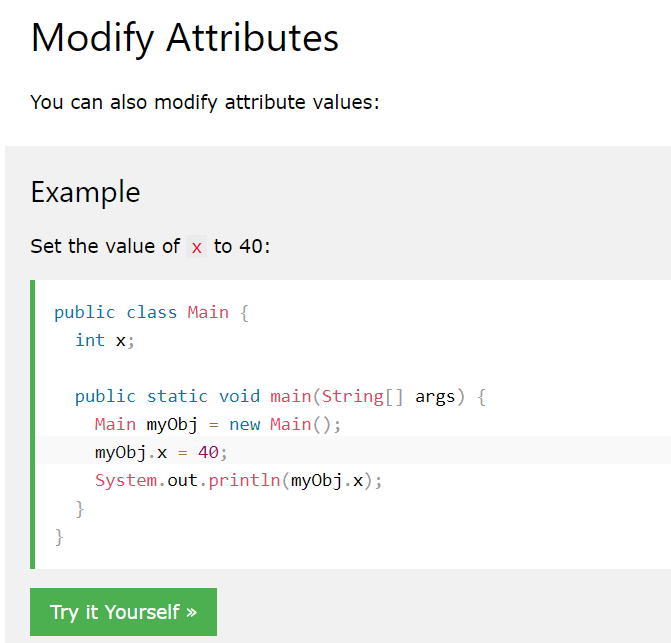 Modify Attributes
You can also modify attribute values:
Example
Set the value of x to 40:
public class Main {
  int x;

  public static void main(String[] args) {
    Main myObj = new Main();
    myObj.x = 40;
    System.out.println(myObj.x);
  }
}
Try it Yourself »